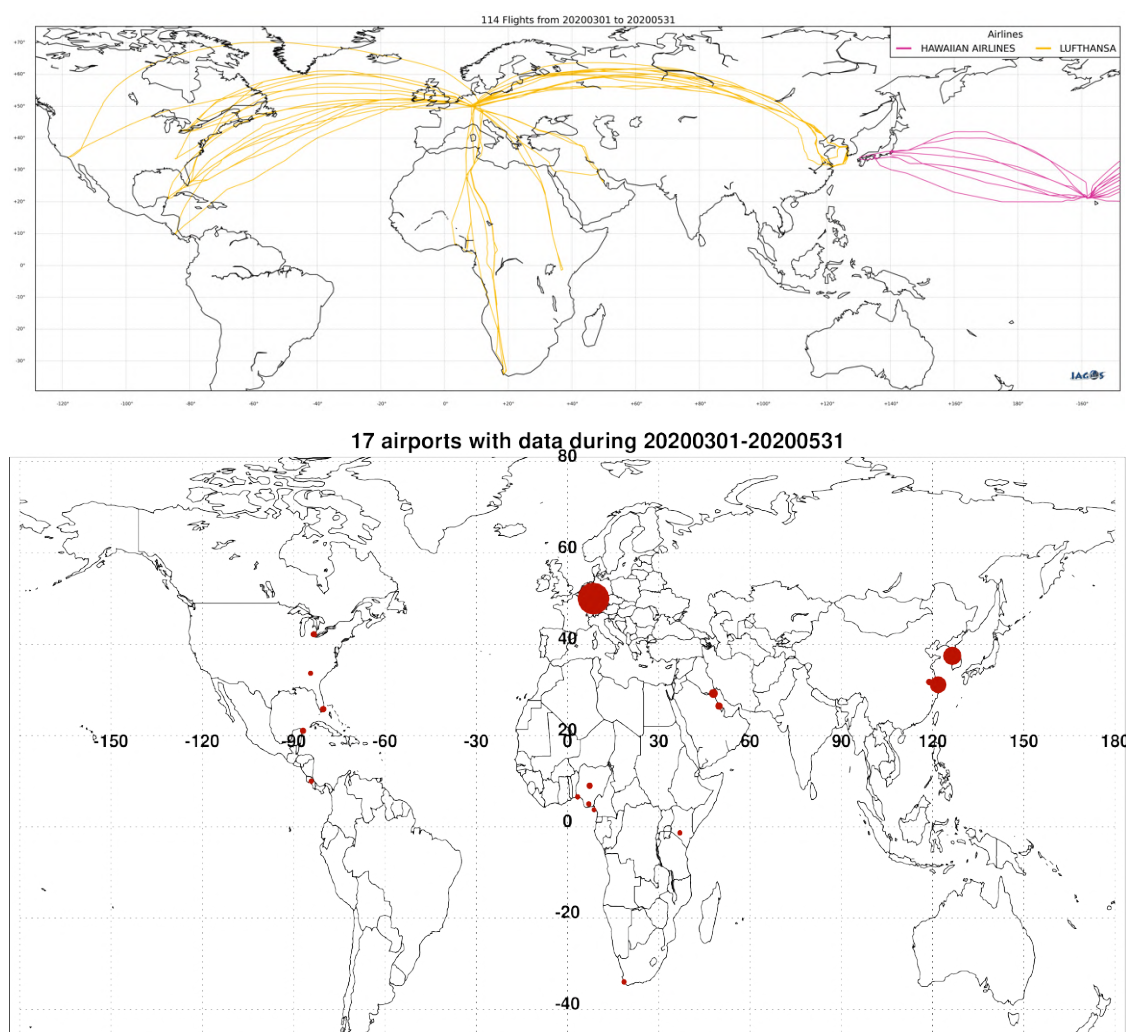 114 Flights from 20200301 to 20200531
Airlines
HAWAIIAN AIRLINES LUFTHANSA
+70°
+60°
+50°
+40°
+30°
+20°
+10°
0°
-10°
-20°
-30°
-120° -100° -80° -60° -40° -20° 0° +20° +40° +60° +80° +100° +120° +140° +160° 180° -160°
IAGOS
17 airports with data during 20200301-20200531
80
60
40
20
-150 -120 -90 -60 -30 0 30 60 90 120 150 180
0
-20
-40